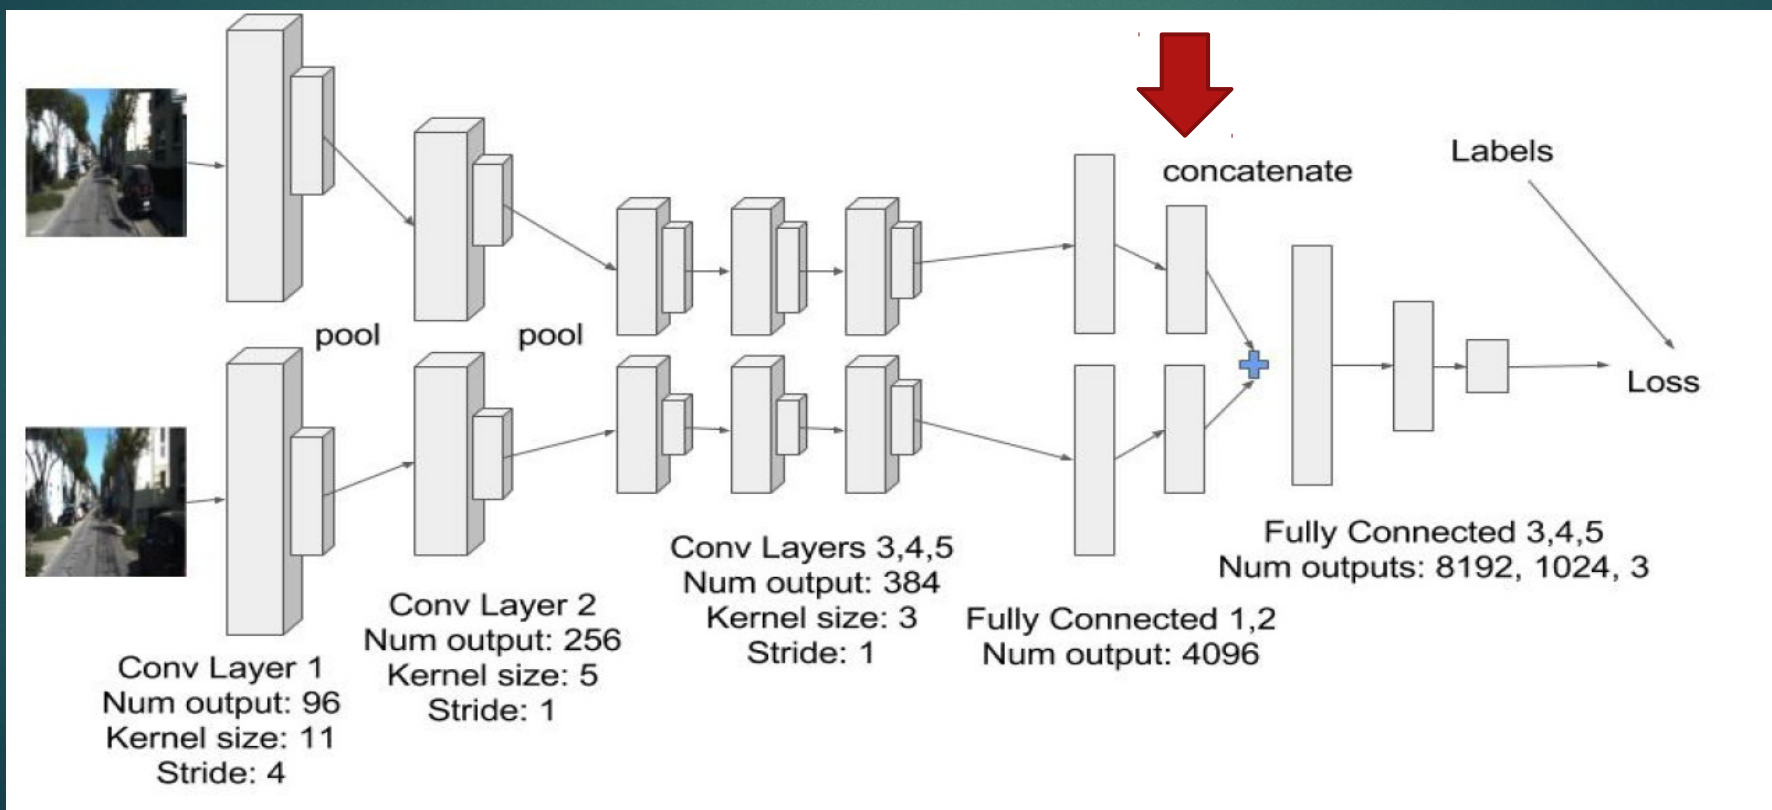 concatenate
Labels
pool
pool
Loss
Conv Layer 1
Num output: 96
Kernel size: 11
Stride: 4
Conv Layer 2
Num output: 256
Kernel size: 5
Stride: 1
Conv Layers 3,4,5
Num output: 384
Kernel size: 3
Stride: 1
Fully Connected 1,2
Num output: 4096
Fully Connected 3,4,5
Num outputs: 8192, 1024, 3